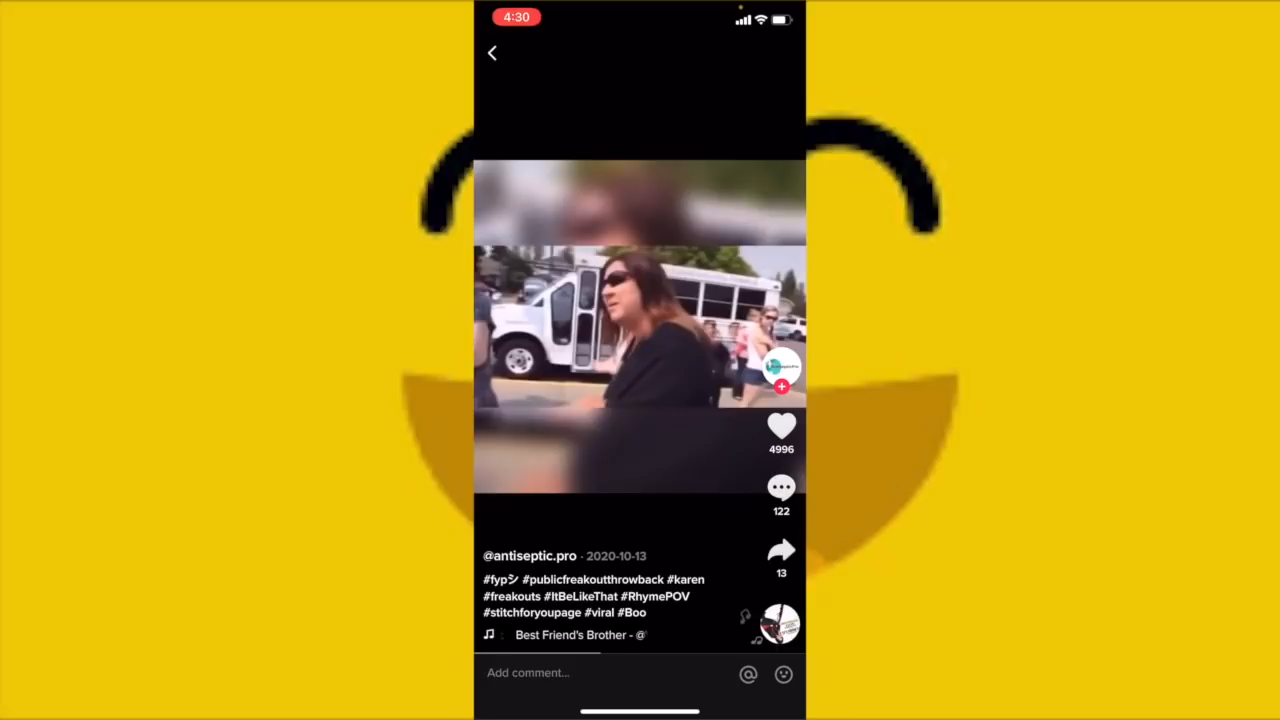 4:30
4996
122
@antiseptic.pro · 2020-10-13
13
#fypシ #publicfreakoutthrowback #karen
#freakouts #ItBeLikeThat #RhymePOV
#stitchforyoupage #viral #Boo
Best Friend's Brother - @
Add comment...